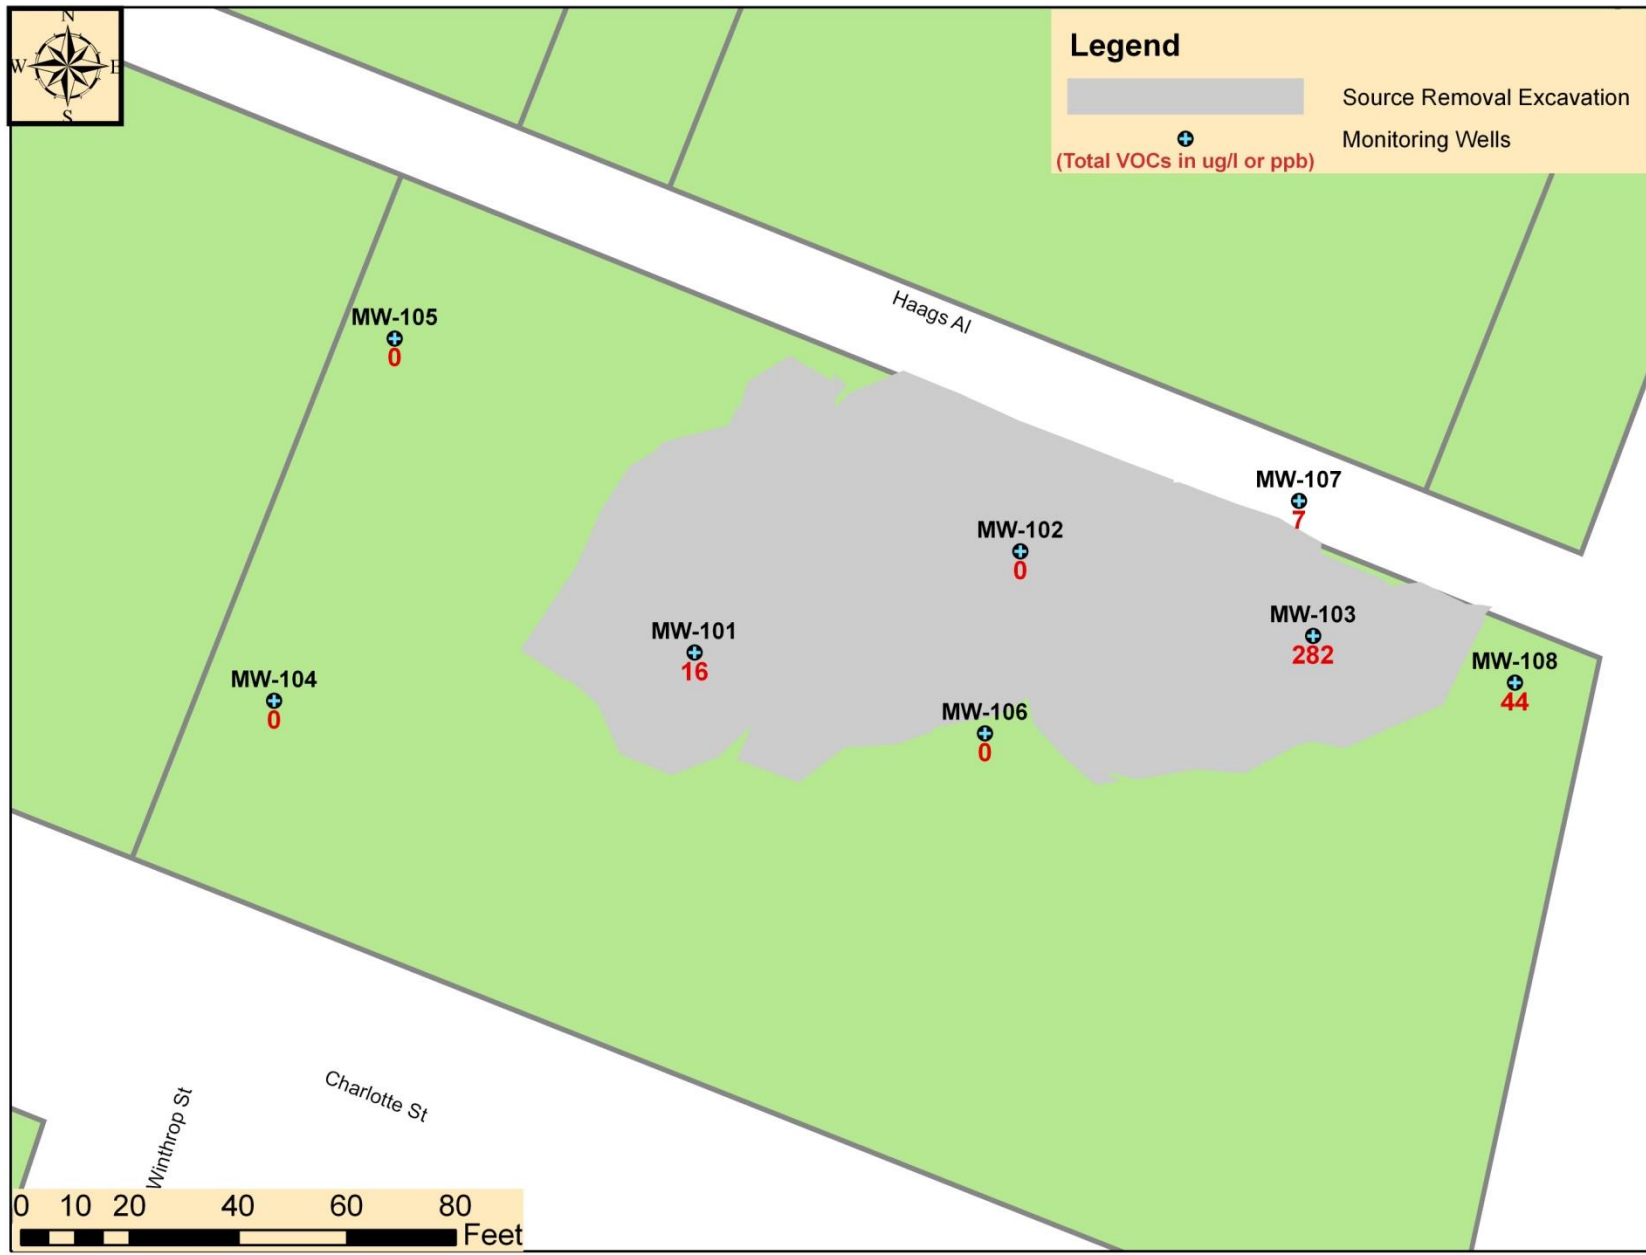 N
W E
S
Legend
Source Removal Excavation
Monitoring Wells
(Total VOCs in ug/l or ppb)
Haags Al
MW-105
0
MW-107
7
MW-102
0
MW-103
282
MW-101
16
MW-108
44
MW-104
0
MW-106
0
Charlotte St
Winthrop St
0 10 20 40 60 80
Feet